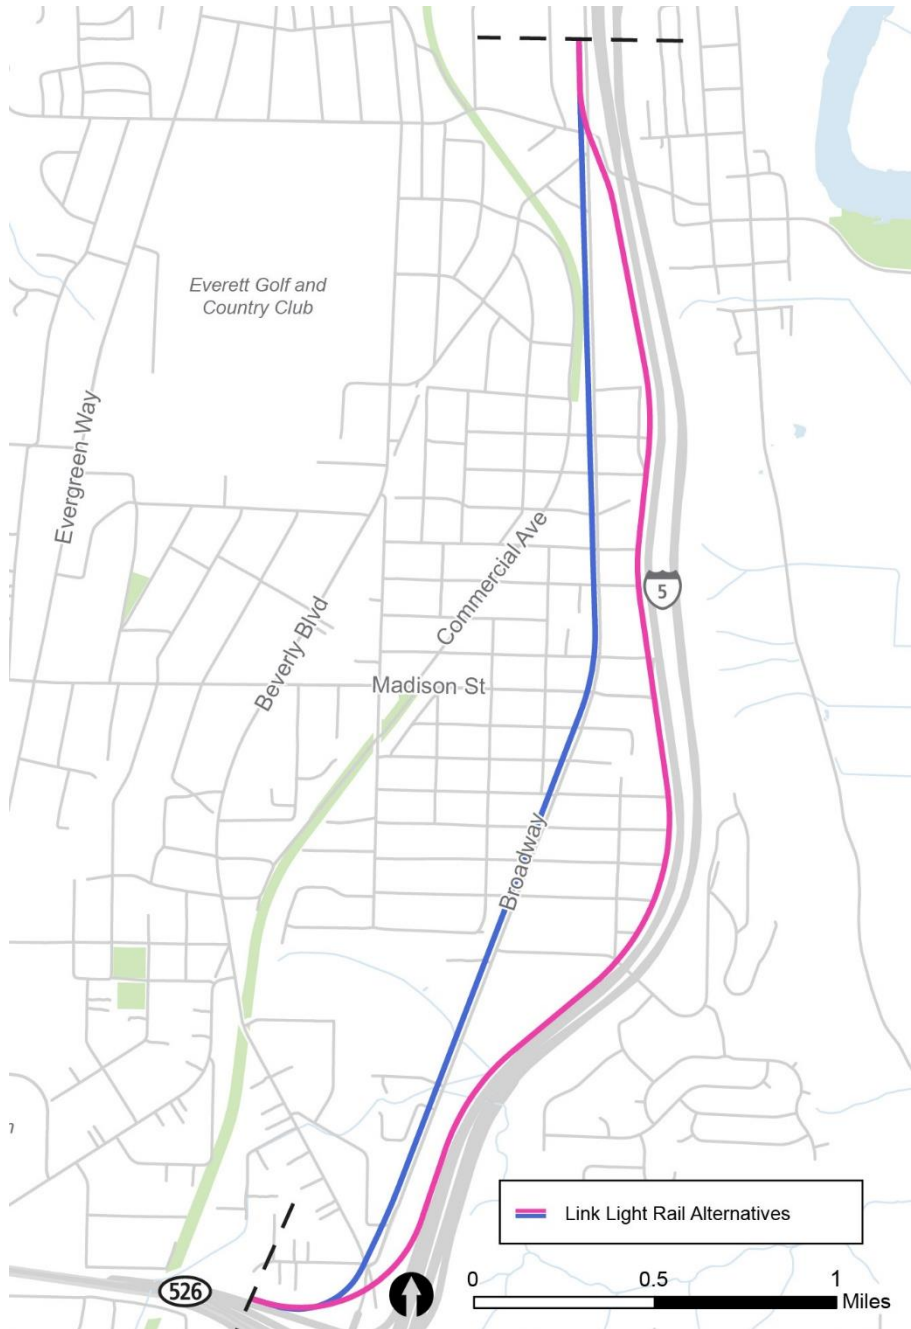 Everett Golf and
Country Club
Evergreen Way
Commercial Ave
5
Beverly Blvd
Madison St
Broadway
n
Link Light Rail Alternatives
526
0
0.5
1
Miles